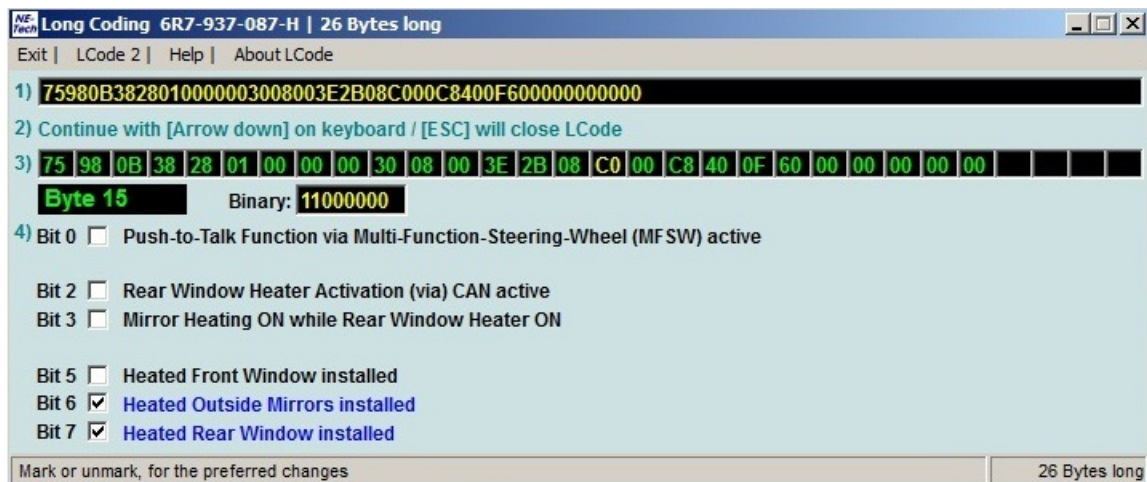 NE-Tech Long Coding 6R7-937-087-H | 26 Bytes long
Exit | LCode 2 | Help | About LCode
1) 75980B3828010000003008003E2B08C000C8400F600000000000
2) Continue with [Arrow down] on keyboard / [ESC] will close LCode
3) 75 98 0B 38 28 01 00 00 00 30 08 00 3E 2B 08 C0 00 C8 40 0F 60 00 00 00 00 00
Byte 15 Binary: 11000000
4) Bit 0 Push-to-Talk Function via Multi-Function-Steering-Wheel (MFSW) active
Bit 2 Rear Window Heater Activation (via) CAN active
Bit 3 Mirror Heating ON while Rear Window Heater ON
Bit 5 Heated Front Window installed
Bit 6 Heated Outside Mirrors installed
Bit 7 Heated Rear Window installed
Mark or unmark, for the preferred changes 26 Bytes long